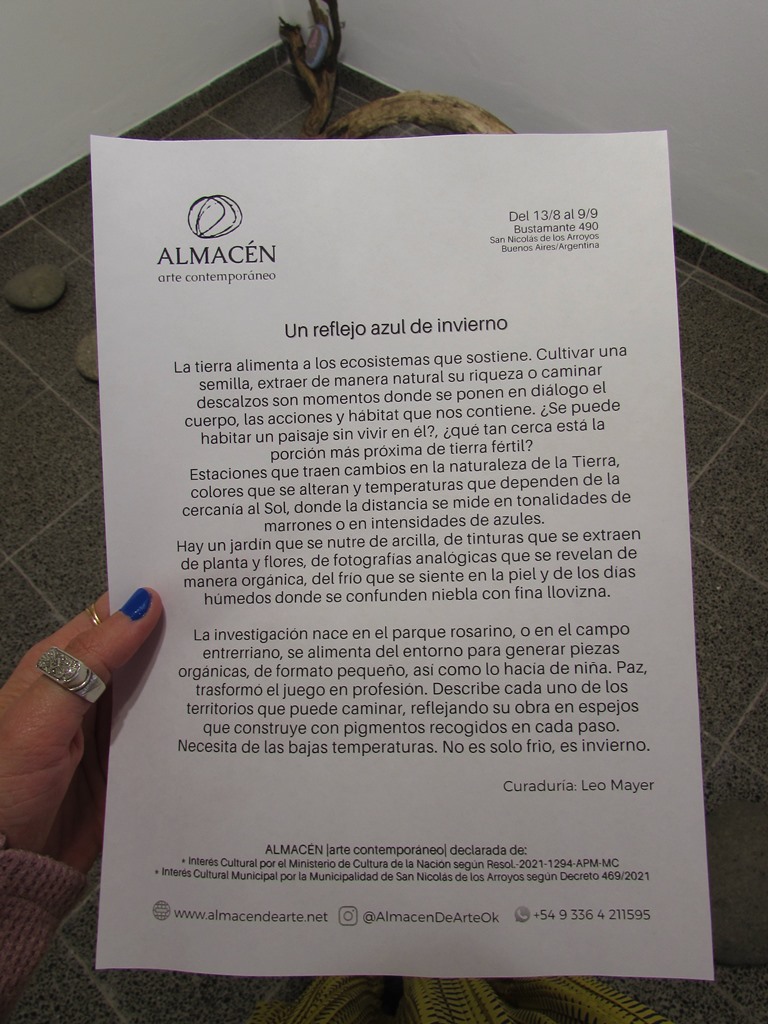 ALMACÉN
arte contemporáneo
Del 13/8 al 9/9
Bustamante 490
San Nicolás de los Arroyos
Buenos Aires/Argentina
Un reflejo azul de invierno
La tierra alimenta a los ecosistemas que sostiene. Cultivar una
semilla, extraer de manera natural su riqueza o caminar
descalzos son momentos donde se ponen en diálogo el
cuerpo, las acciones y hábitat que nos contiene. ¿Se puede
habitar un paisaje sin vivir en él?, ¿qué tan cerca está la
porción más próxima de tierra fértil?
Estaciones que traen cambios en la naturaleza de la Tierra,
colores que se alteran y temperaturas que dependen de la
cercanía al Sol, donde la distancia se mide en tonalidades de
marrones o en intensidades de azules.
Hay un jardín que se nutre de arcilla, de tinturas que se extraen
de planta y flores, de fotografías analógicas que se revelan de
manera orgánica, del frío que se siente en la piel y de los días
húmedos donde se confunden niebla con fina llovizna.
La investigación nace en el parque rosarino, o en el campo
entrerriano, se alimenta del entorno para generar piezas
orgánicas, de formato pequeño, así como lo hacía de niña. Paz,
trasformó el juego en profesión. Describe cada uno de los
territorios que puede caminar, reflejando su obra en espejos
que construye con pigmentos recogidos en cada paso.
Necesita de las bajas temperaturas. No es solo frio, es invierno.
Curaduría: Leo Mayer
ALMACÉN |arte contemporáneo| declarada de:
* Interés Cultural por el Ministerio de Cultura de la Nación según Resol.-2021-1294-APM-MC
* Interés Cultural Municipal por la Municipalidad de San Nicolás de los Arroyos según Decreto 469/2021
www.almacendearte.net @AlmacenDeArteOk +54 9 336 4 211595